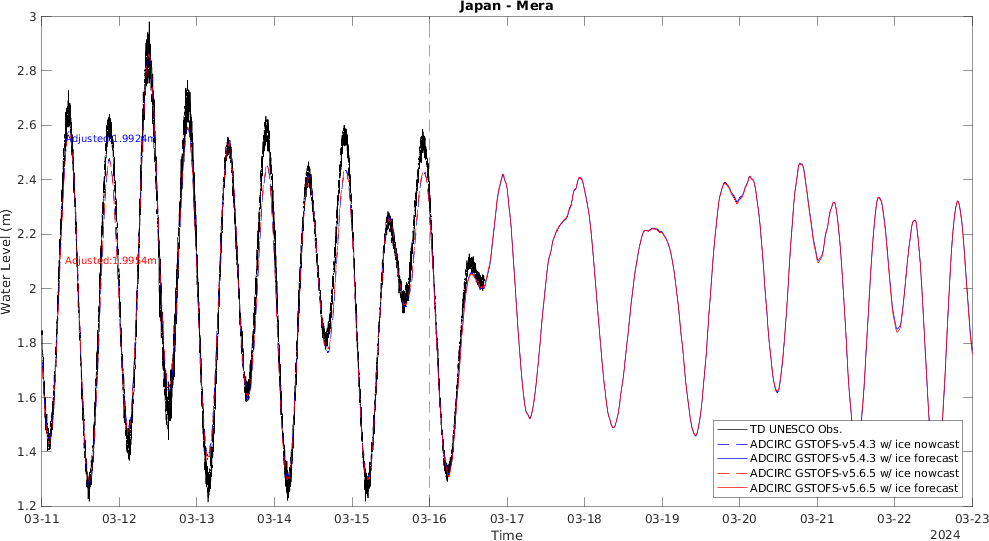 Japan - Mera
3
2.8
2.6
2.4
2.2
2
1.8
1.6
1.4
1.2
Water Level (m)
Adjusted:1.9924m
Adjusted:1.9954m
TD UNESCO Obs.
ADCIRC GSTOFS-v5.4.3 w/ ice nowcast
ADCIRC GSTOFS-v5.4.3 w/ ice forecast
ADCIRC GSTOFS-v5.6.5 w/ ice nowcast
ADCIRC GSTOFS-v5.6.5 w/ ice forecast
03-11 03-12 03-13 03-14 03-15 03-16 03-17 03-18 03-19 03-20 03-21 03-22 03-23
Time
2024